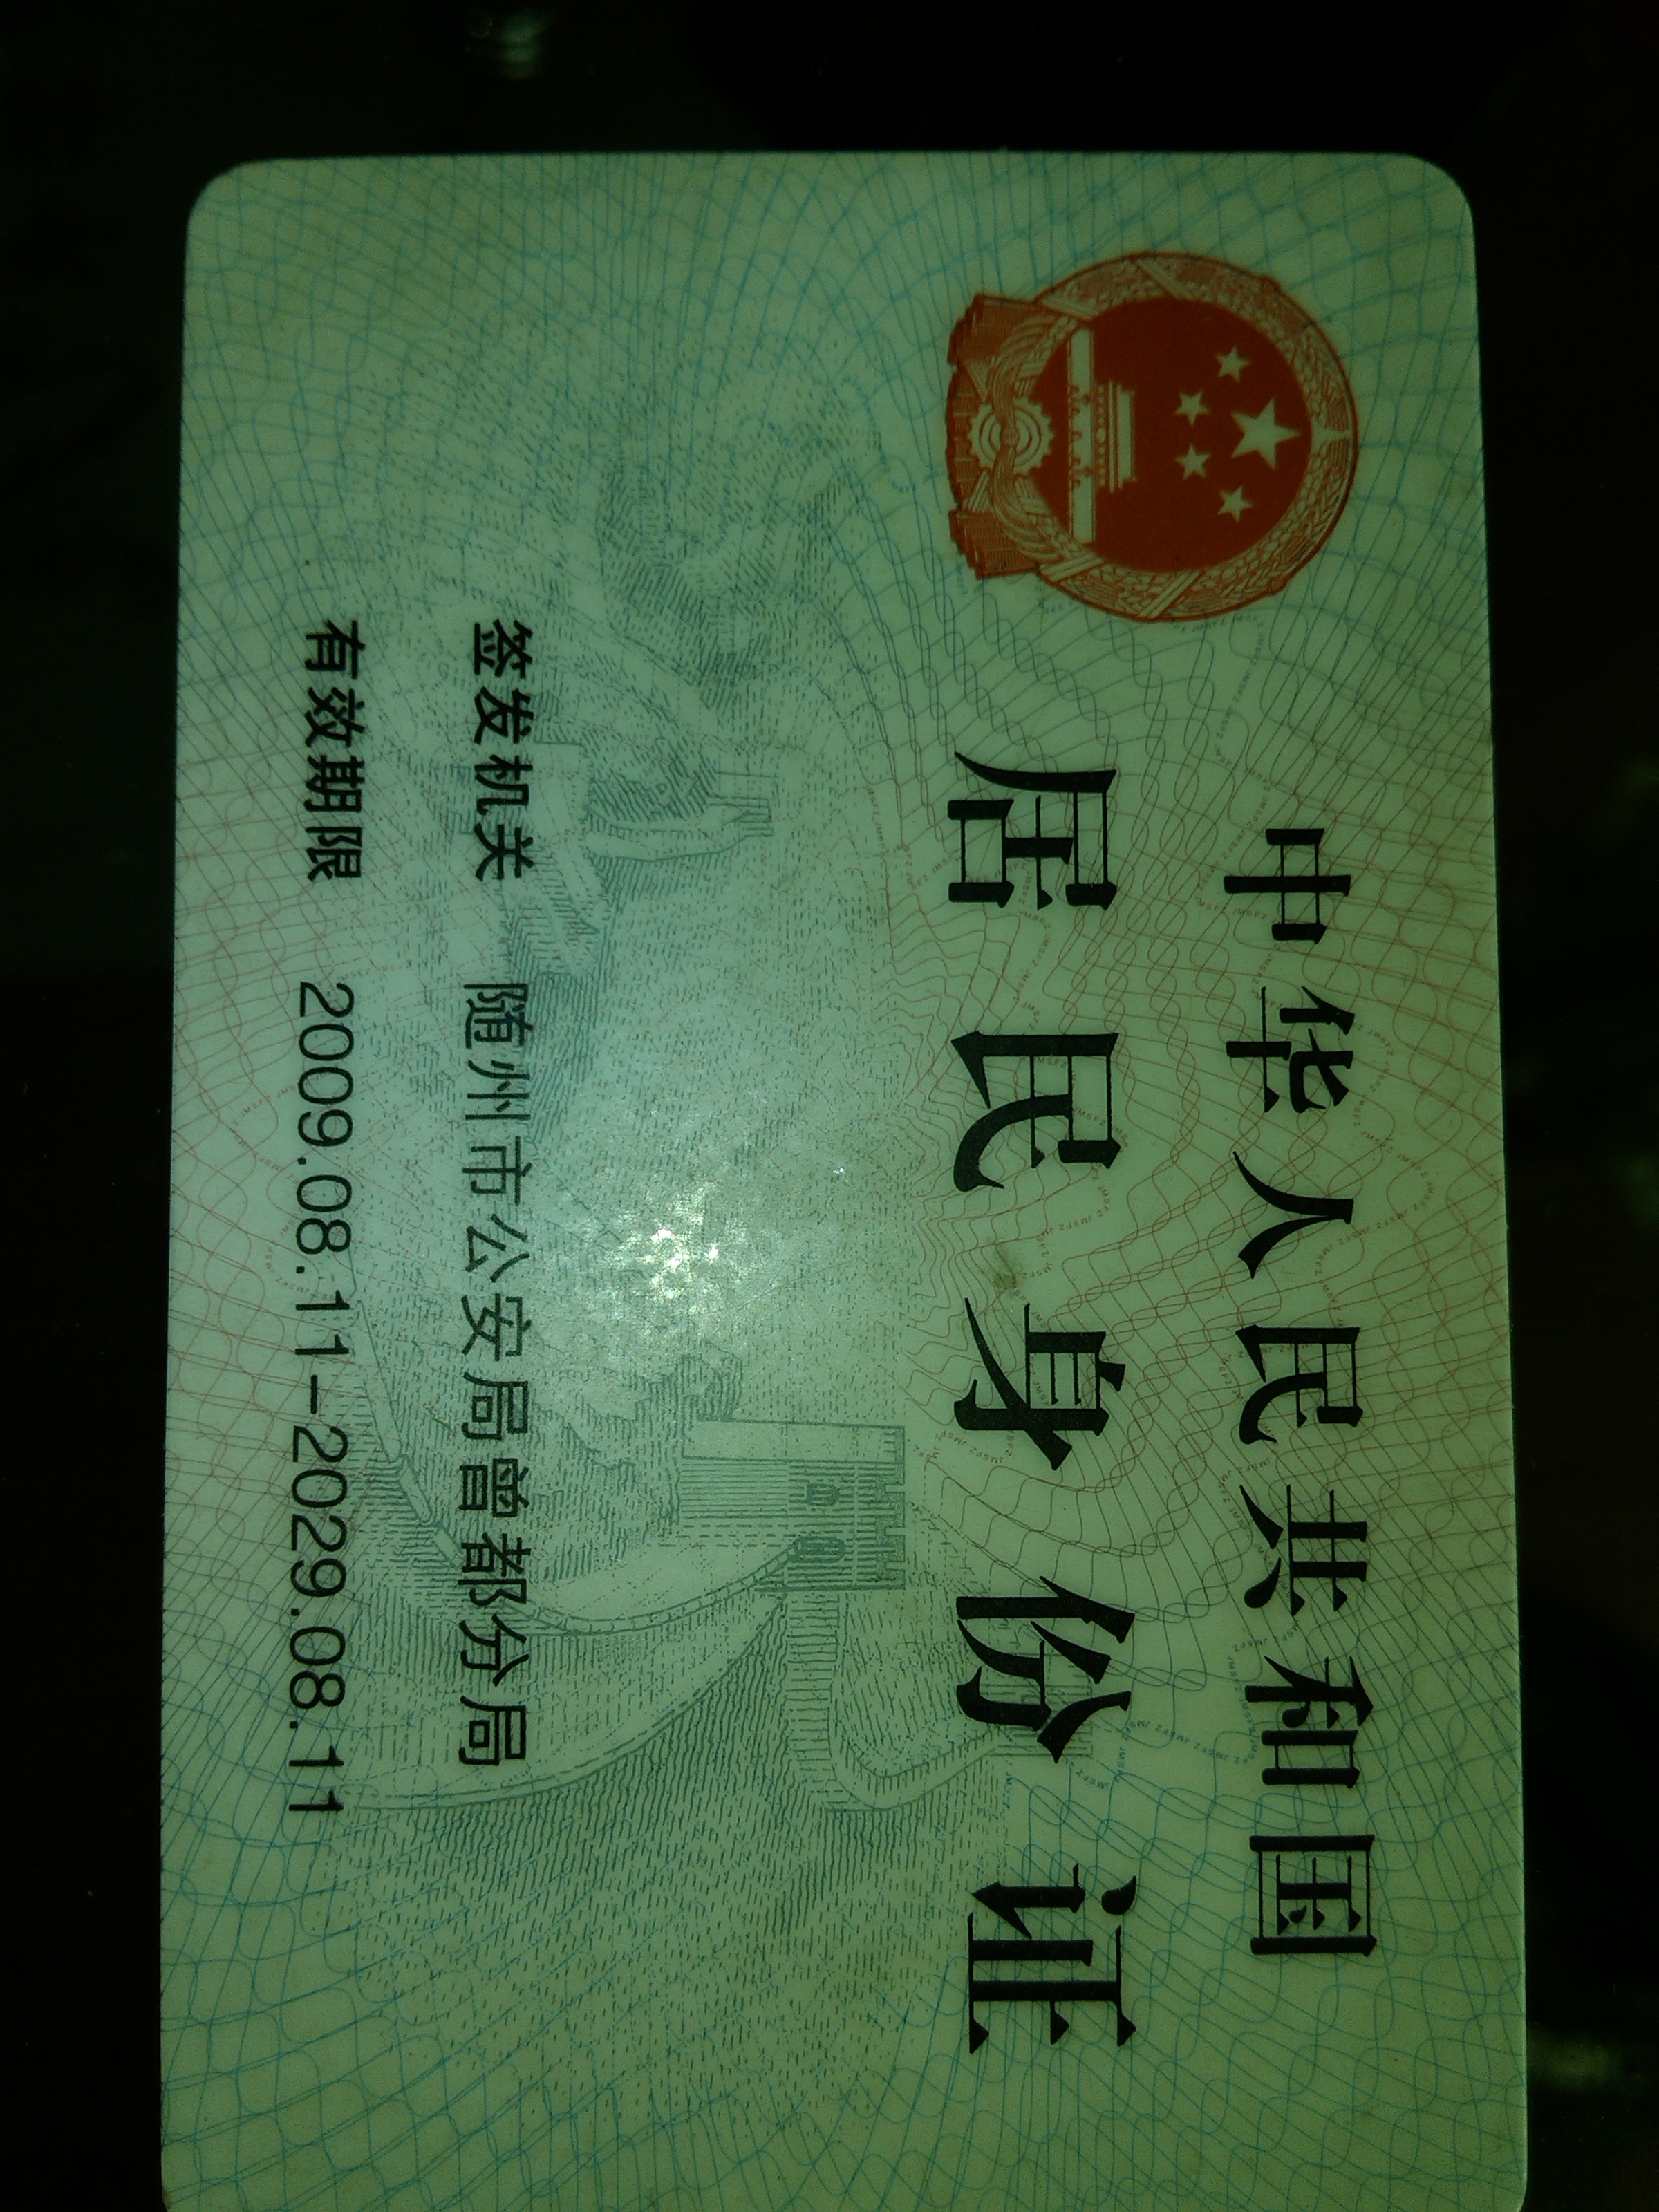 中华人民共和国
居民身份证
签发机关 随州市公安局曾都分局
有效期限 2009.08.11-2029.08.11